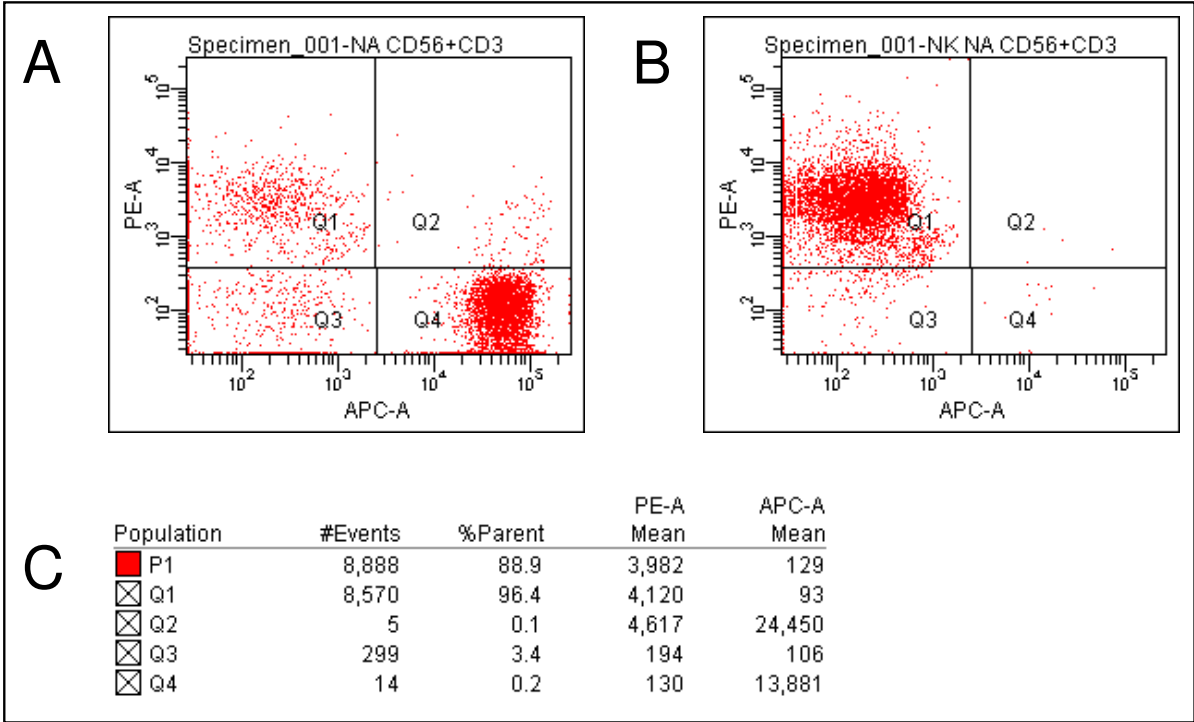 A
Specimen_001-NA CD56+CD3
PE-A
10^5
10^4
10^3
10^2
Q1
Q2
Q3
Q4
10^2 10^3 10^4 10^5
APC-A
B
Specimen_001-NK NA CD56+CD3
PE-A
10^5
10^4
10^3
10^2
Q1
Q2
Q3
Q4
10^2 10^3 10^4 10^5
APC-A
C
PE-A APC-A
Population #Events %Parent Mean Mean
P1 8,888 88.9 3,982 129
Q1 8,570 96.4 4,120 93
Q2 5 0.1 4,617 24,450
Q3 299 3.4 194 106
Q4 14 0.2 130 13,881